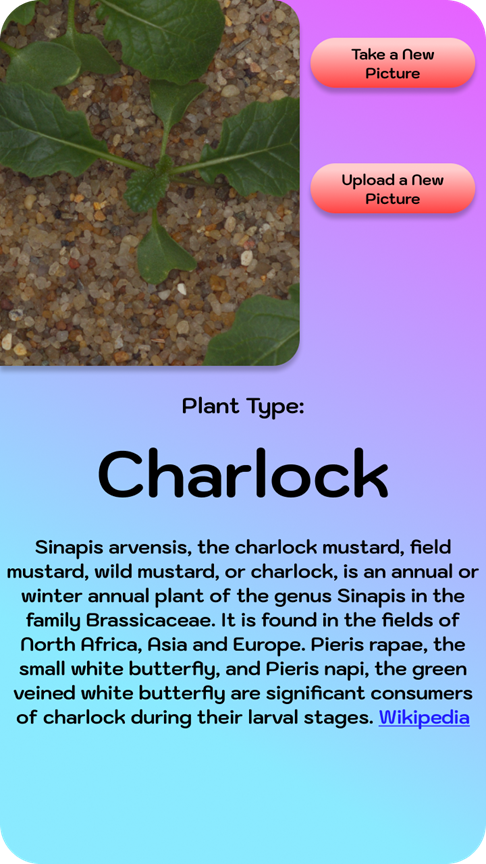 Take a New
Picture
Upload a New
Picture
Plant Type:
Charlock
Sinapis arvensis, the charlock mustard, field
mustard, wild mustard, or charlock, is an annual or
winter annual plant of the genus Sinapis in the
family Brassicaceae. It is found in the fields of
North Africa, Asia and Europe. Pieris rapae, the
small white butterfly, and Pieris napi, the green
veined white butterfly are significant consumers
of charlock during their larval stages. Wikipedia